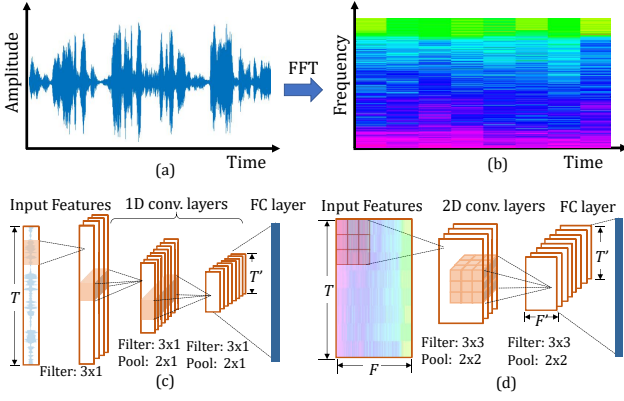 Amplitude
Time
(a)
FFT
Frequency
Time
(b)
Input Features
1D conv. layers
FC layer
T
T'
Filter: 3x1
Filter: 3x1
Pool: 2x1
Filter: 3x1
Pool: 2x1
(c)
Input Features
2D conv. layers
FC layer
T
T'
F
F'
Filter: 3x3
Pool: 2x2
Filter: 3x3
Pool: 2x2
(d)